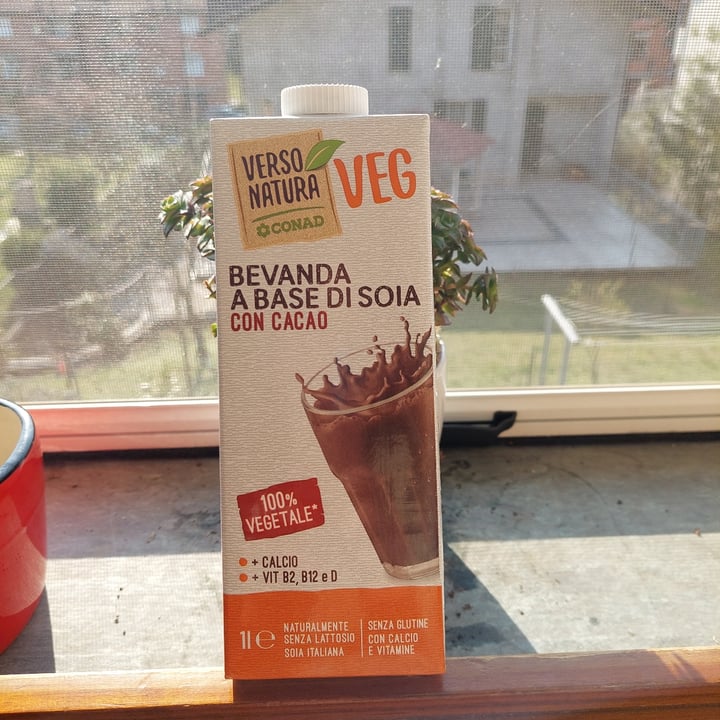 VERSO
NATURA
CONAD
VEG
BEVANDA
A BASE DI SOIA
CON CACAO
100%
VEGETALE*
+ CALCIO
+ VIT B2, B12 e D
1l e
NATURALMENTE
SENZA LATTOSIO
SOIA ITALIANA
SENZA GLUTINE
CON CALCIO
E VITAMINE